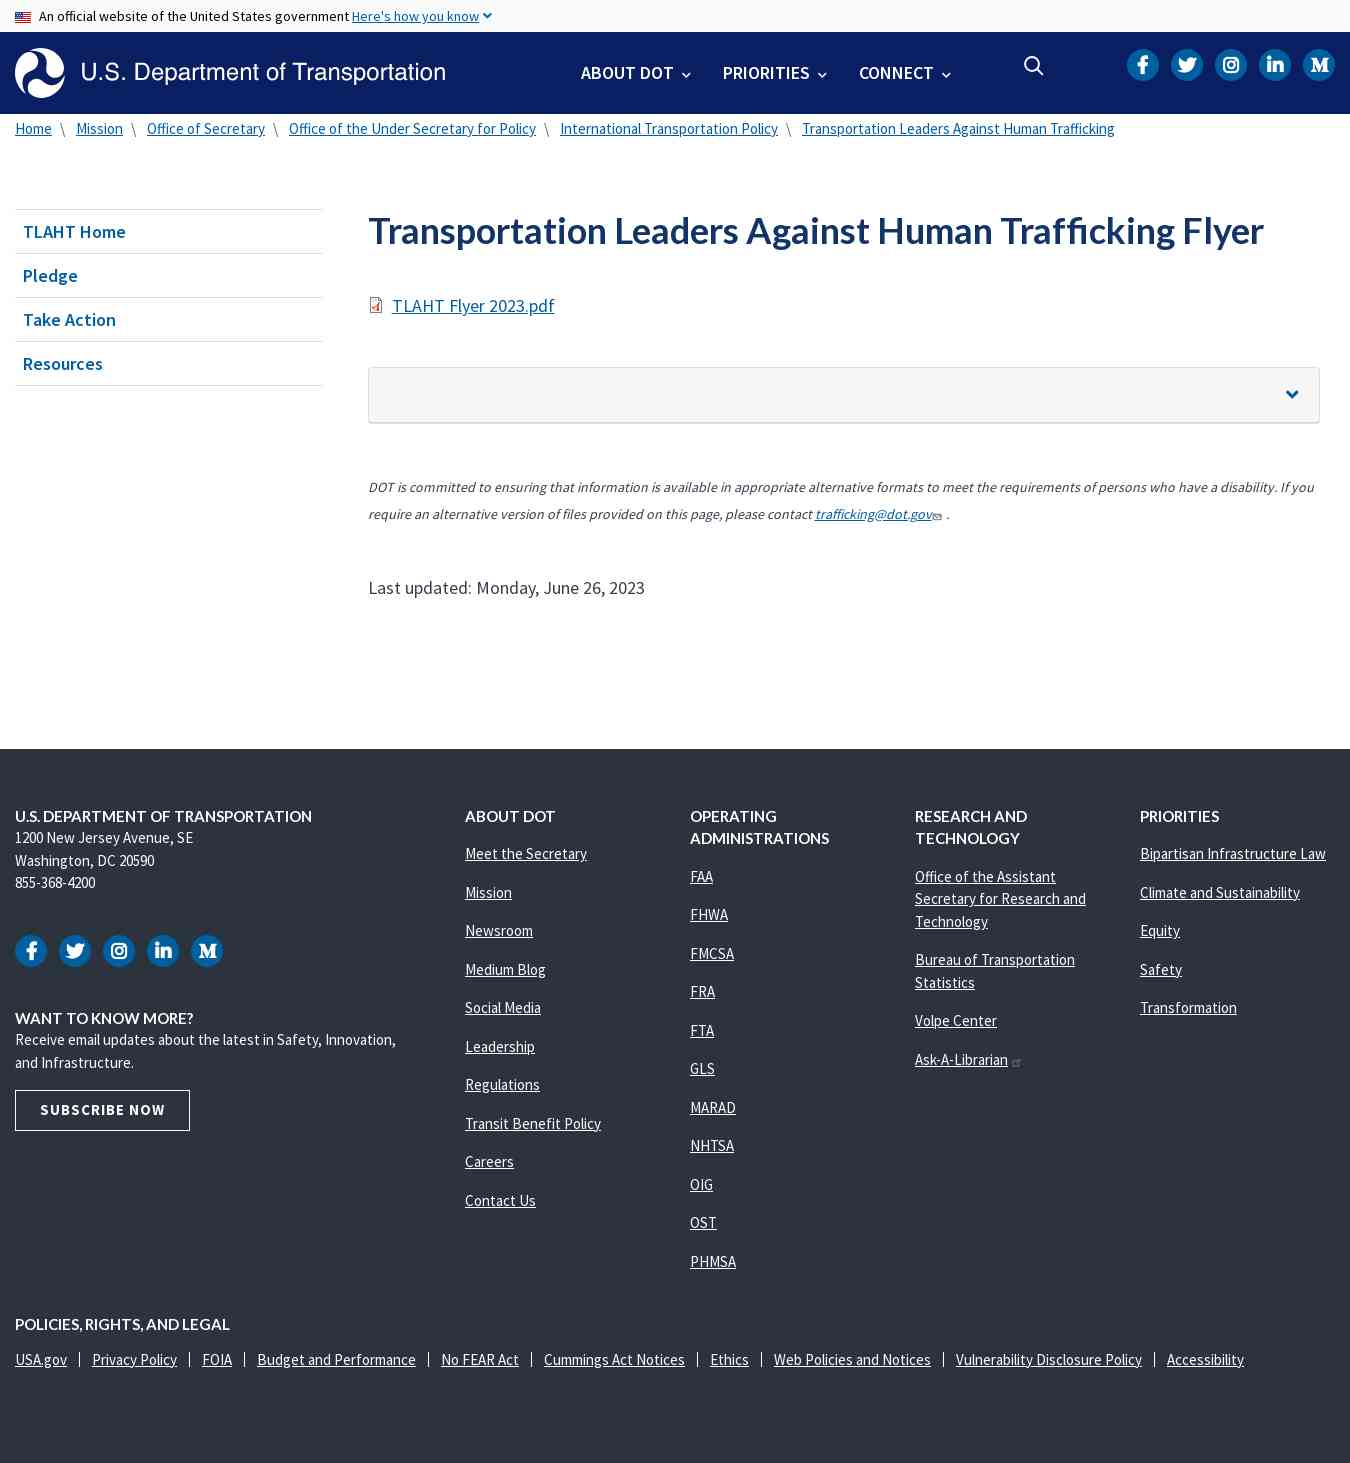 An official website of the United States government Here's how you know
U.S. Department of Transportation
ABOUT DOT PRIORITIES CONNECT
Home \ Mission \ Office of Secretary \ Office of the Under Secretary for Policy \ International Transportation Policy \ Transportation Leaders Against Human Trafficking
TLAHT Home
Pledge
Take Action
Resources
Transportation Leaders Against Human Trafficking Flyer
TLAHT Flyer 2023.pdf
DOT is committed to ensuring that information is available in appropriate alternative formats to meet the requirements of persons who have a disability. If you
require an alternative version of files provided on this page, please contact trafficking@dot.gov .
Last updated: Monday, June 26, 2023
U.S. DEPARTMENT OF TRANSPORTATION
1200 New Jersey Avenue, SE
Washington, DC 20590
855-368-4200
WANT TO KNOW MORE?
Receive email updates about the latest in Safety, Innovation,
and Infrastructure.
SUBSCRIBE NOW
ABOUT DOT
Meet the Secretary
Mission
Newsroom
Medium Blog
Social Media
Leadership
Regulations
Transit Benefit Policy
Careers
Contact Us
OPERATING
ADMINISTRATIONS
FAA
FHWA
FMCSA
FRA
FTA
GLS
MARAD
NHTSA
OIG
OST
PHMSA
RESEARCH AND
TECHNOLOGY
Office of the Assistant
Secretary for Research and
Technology
Bureau of Transportation
Statistics
Volpe Center
Ask-A-Librarian
PRIORITIES
Bipartisan Infrastructure Law
Climate and Sustainability
Equity
Safety
Transformation
POLICIES, RIGHTS, AND LEGAL
USA.gov | Privacy Policy | FOIA | Budget and Performance | No FEAR Act | Cummings Act Notices | Ethics | Web Policies and Notices | Vulnerability Disclosure Policy | Accessibility